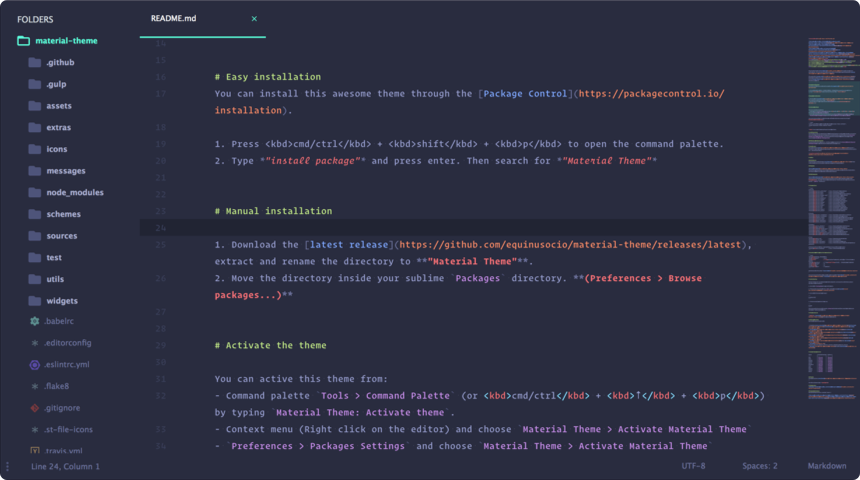 FOLDERS
material-theme
.github
.gulp
assets
extras
icons
messages
node_modules
schemes
sources
test
utils
widgets
.babelrc
.editorconfig
.eslintrc.yml
.flake8
.gitignore
.st-file-icons
.travis.yml
README.md ×
14
15
16 # Easy installation
17 You can install this awesome theme through the [Package Control](https://packagecontrol.io/
installation).
18
19 1. Press <kbd>cmd/ctrl</kbd> + <kbd>shift</kbd> + <kbd>p</kbd> to open the command palette.
20 2. Type *"install package"* and press enter. Then search for *"Material Theme"*
21
22
23 # Manual installation
24
25 1. Download the [latest release](https://github.com/equinusocio/material-theme/releases/latest),
extract and rename the directory to **"Material Theme"**.
26 2. Move the directory inside your sublime `Packages` directory. **(Preferences > Browse
packages...)**
27
28
29 # Activate the theme
30
31 You can active this theme from:
32 - Command palette `Tools > Command Palette` (or <kbd>cmd/ctrl</kbd> + <kbd>⇡</kbd> + <kbd>p</kbd>)
by typing `Material Theme: Activate theme`.
33 - Context menu (Right click on the editor) and choose `Material Theme > Activate Material Theme`
34 - `Preferences > Packages Settings` and choose `Material Theme > Activate Material Theme`
Line 24, Column 1
UTF-8
Spaces: 2
Markdown